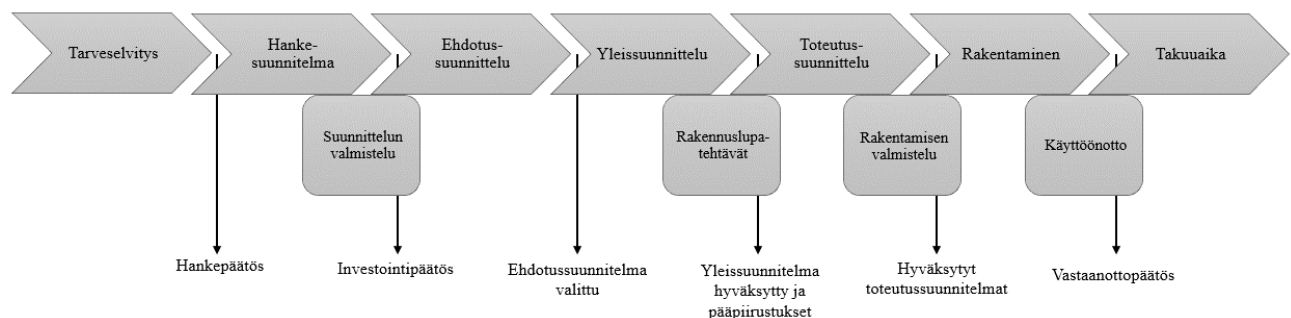 Tarveselvitys
Hanke-
suunnitelma
Ehdotus-
suunnittelu
Yleissuunnittelu
Toteutus-
suunnittelu
Rakentaminen
Takuuaika
Suunnittelun
valmistelu
Rakennuslupa-
tehtävät
Rakentamisen
valmistelu
Käyttöönotto
Hankepäätös
Investointipäätös
Ehdotussuunnitelma
valittu
Yleissuunnitelma
hyväksytty ja
pääpiirustukset
Hyväksytyt
toteutussuunnitelmat
Vastaanottopäätös